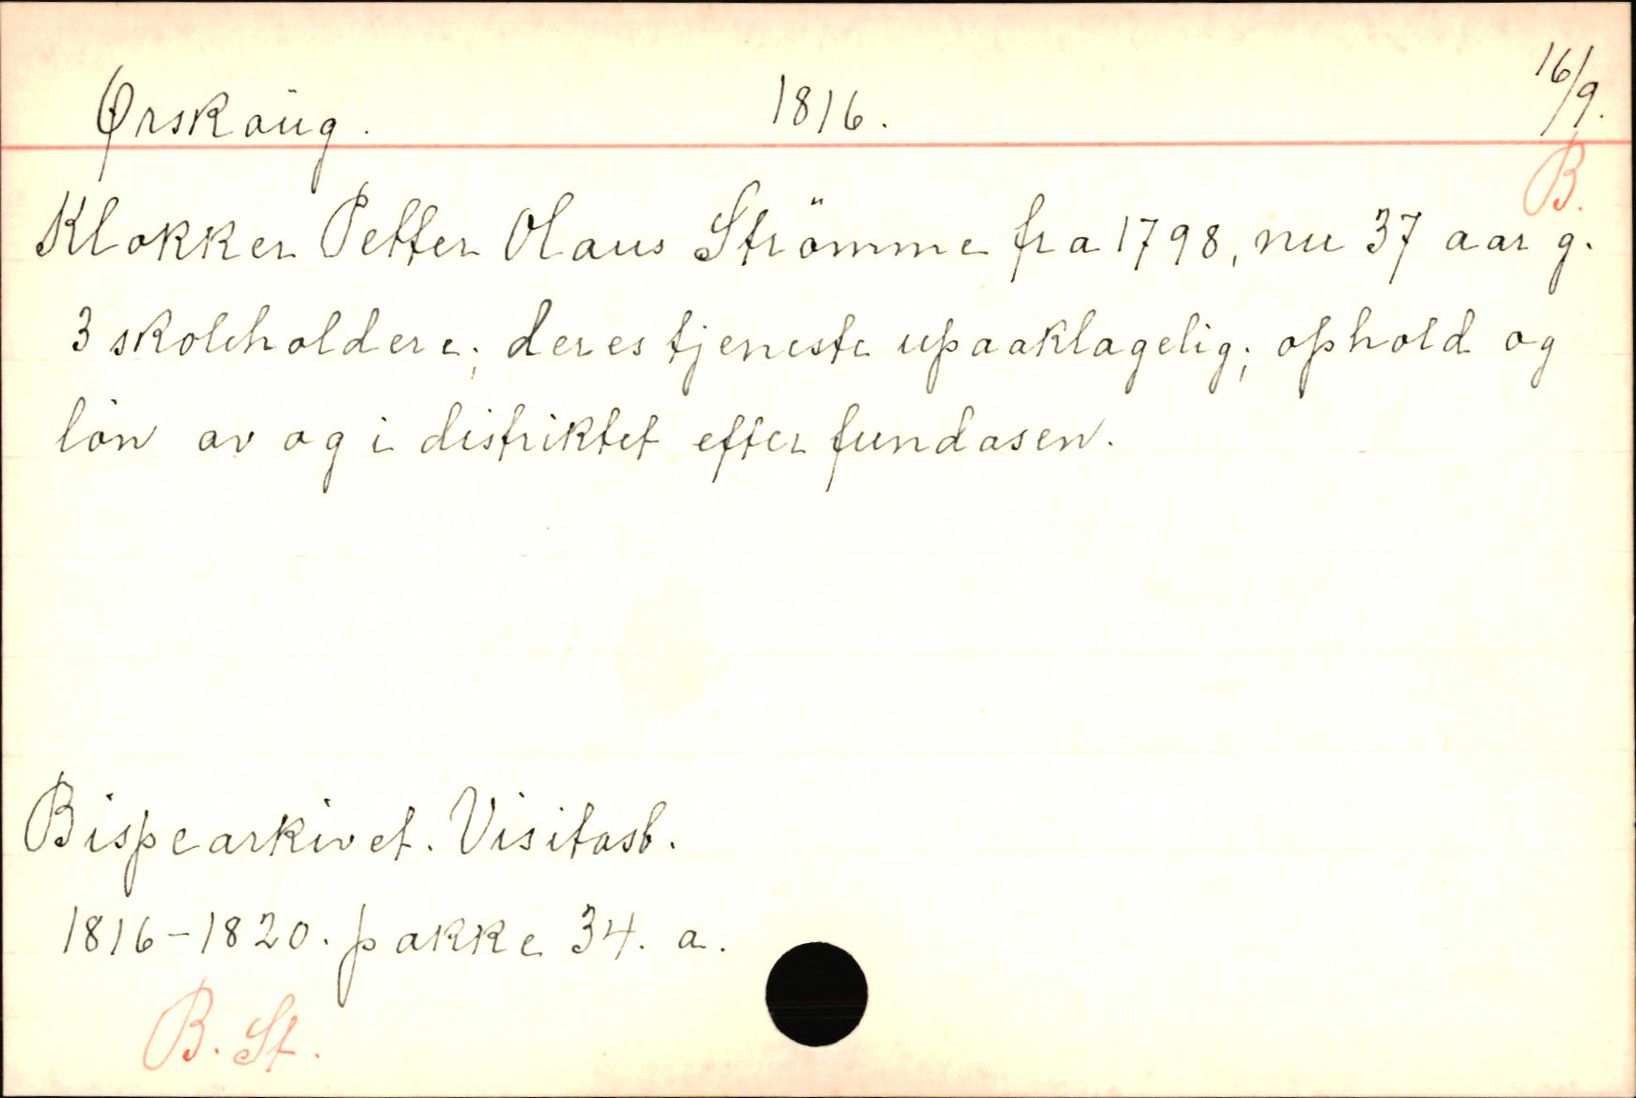 Ørskaug. 1816. 16/9.
B.
Klokker Petter Olaus Strömme fra 1798, nu 37 aar g.
3 skoleholdere; deres tjeneste upaaklagelig; ophold og
lön av og i distriktet efter fundasen.
Bispearkivet. Visitasb.
1816-1820. pakke 34. a.
B. St.